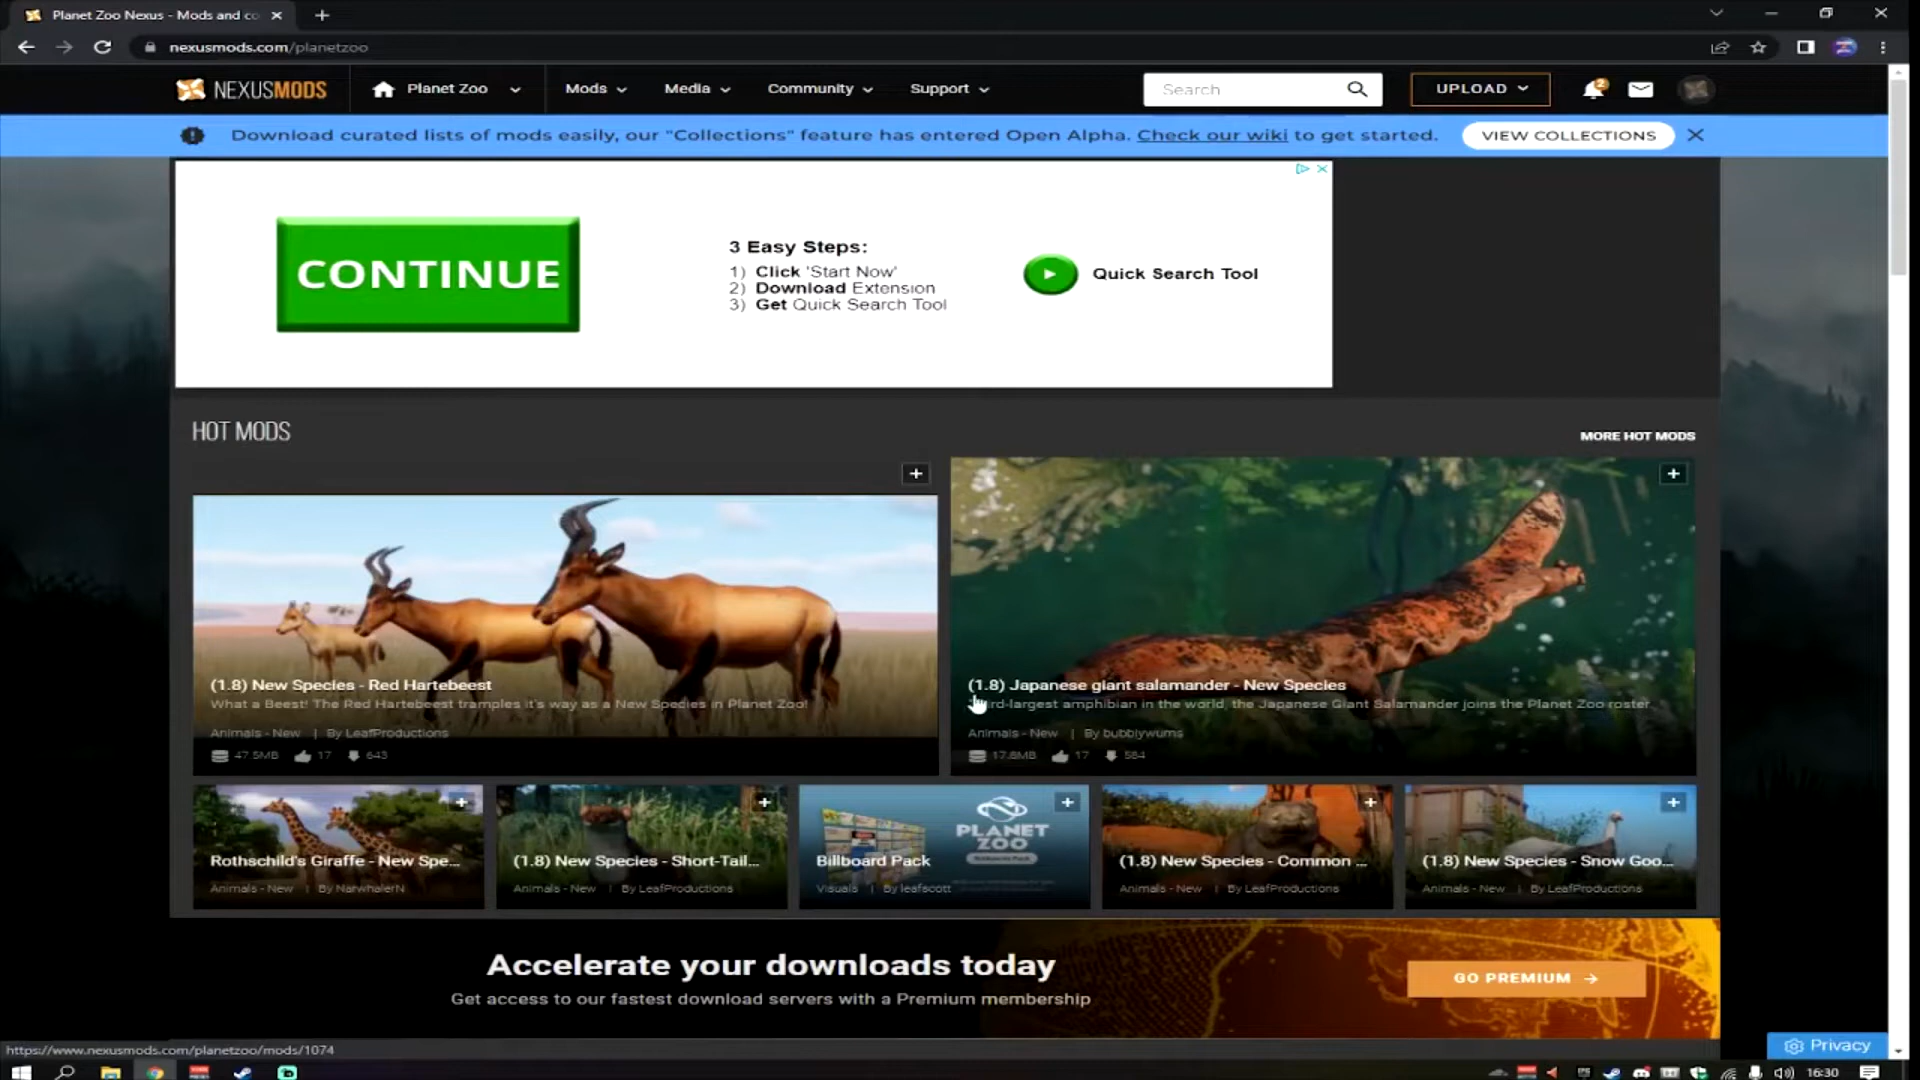 Planet Zoo Nexus - Mods and co
nexusmods.com/planetzoo
NEXUSMODS
Planet Zoo
Mods
Media
Community
Support
Search
UPLOAD
2
Download curated lists of mods easily, our "Collections" feature has entered Open Alpha. Check our wiki to get started.
VIEW COLLECTIONS
CONTINUE
3 Easy Steps:
1) Click 'Start Now'
2) Download Extension
3) Get Quick Search Tool
Quick Search Tool
HOT MODS
MORE HOT MODS
(1.8) New Species - Red Hartebeest
What a Beest! The Red Hartebeest tramples it's way as a New Species in Planet Zoo!
Animals - New | By LeafProductions
47.5MB 17 643
(1.8) Japanese giant salamander - New Species
ird-largest amphibian in the world, the Japanese Giant Salamander joins the Planet Zoo roster
Animals - New | By bubblywums
17.8MB 17 584
Rothschild's Giraffe - New Spe...
Animals - New | By NarwhalerN
(1.8) New Species - Short-Tail...
Animals - New | By LeafProductions
PLANET ZOO
Billboard Pack
Visuals | By leafscott
(1.8) New Species - Common ...
Animals - New | By LeafProductions
(1.8) New Species - Snow Goo...
Animals - New | By LeafProductions
Accelerate your downloads today
Get access to our fastest download servers with a Premium membership
GO PREMIUM →
https://www.nexusmods.com/planetzoo/mods/1074
Privacy
16:30